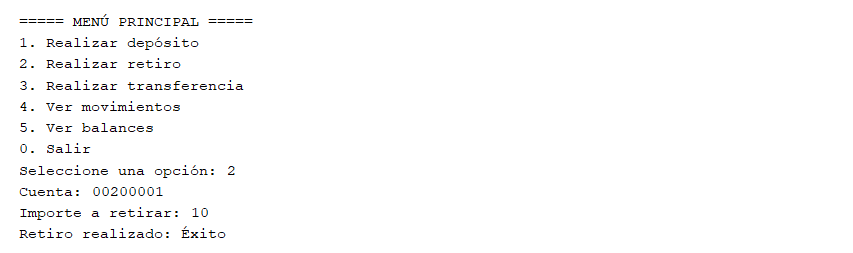 ===== MENÚ PRINCIPAL =====
1. Realizar depósito
2. Realizar retiro
3. Realizar transferencia
4. Ver movimientos
5. Ver balances
0. Salir
Seleccione una opción: 2
Cuenta: 00200001
Importe a retirar: 10
Retiro realizado: Éxito